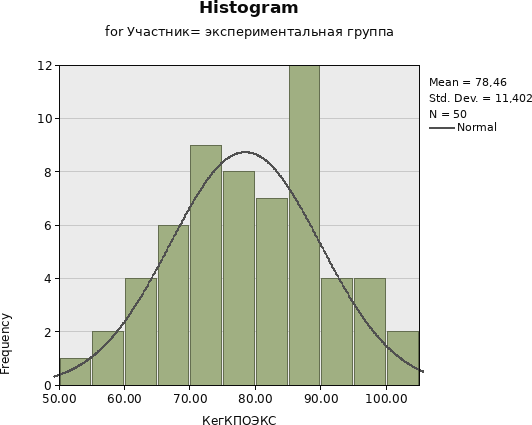 Histogram
for Участник= экспериментальная группа
Mean = 78,46
Std. Dev. = 11,402
N = 50
Normal
12
10
8
6
4
2
0
Frequency
50.00 60.00 70.00 80.00 90.00 100.00
КегКПОЭКС